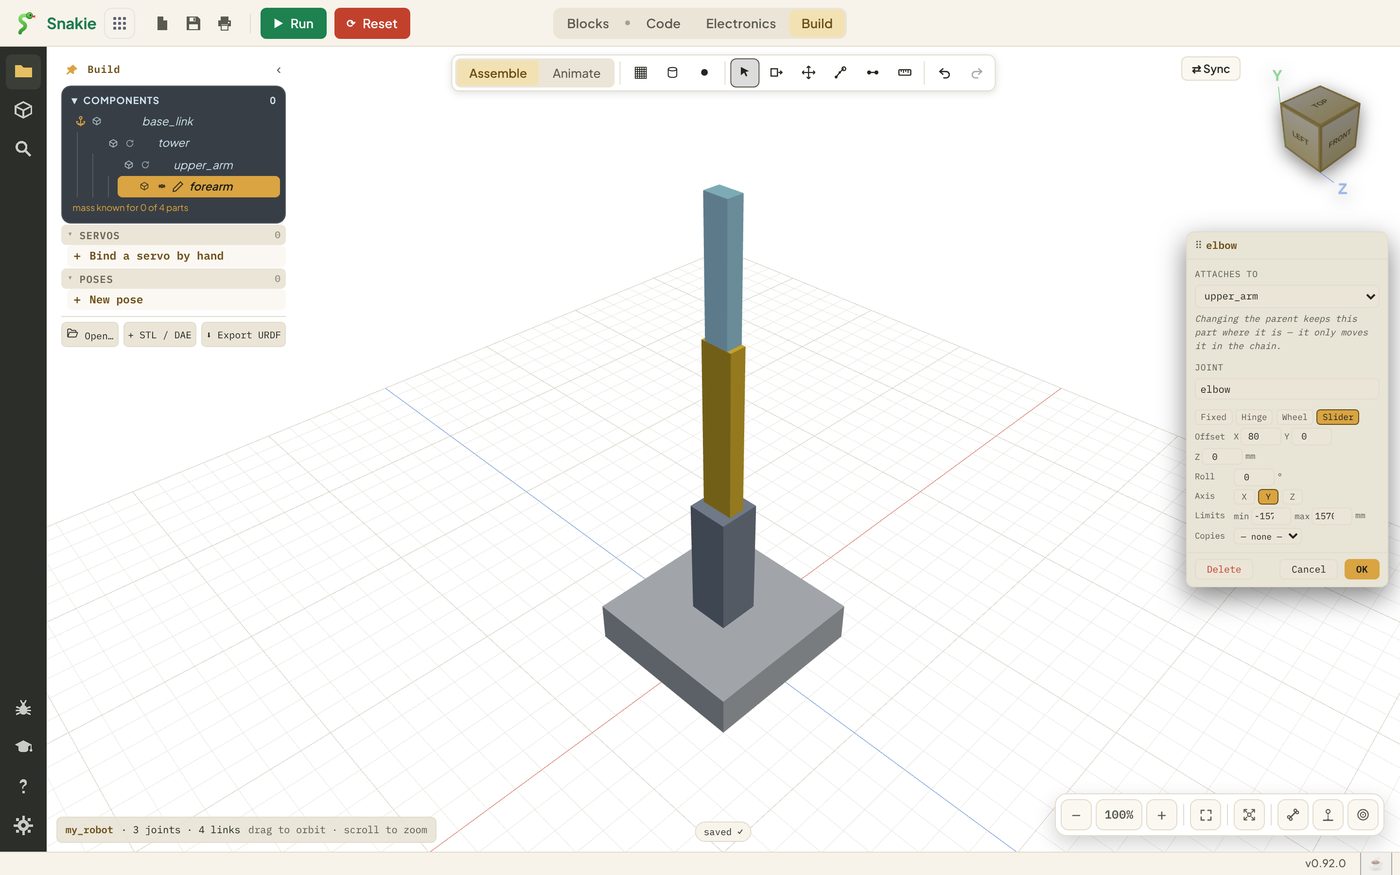 Snakie
Run
Reset
Blocks
Code
Electronics
Build
Build
COMPONENTS 0
base_link
tower
upper_arm
forearm
mass known for 0 of 4 parts
SERVOS 0
+ Bind a servo by hand
POSES 0
+ New pose
Open…
+ STL / DAE
Export URDF
Assemble
Animate
Sync
Y
TOP
LEFT
FRONT
Z
elbow
ATTACHES TO
upper_arm
Changing the parent keeps this
part where it is — it only moves
it in the chain.
JOINT
elbow
Fixed Hinge Wheel Slider
Offset X 80 Y 0
Z 0 mm
Roll 0 °
Axis X Y Z
Limits min -157 max 1570 mm
Copies — none —
Delete Cancel OK
my_robot · 3 joints · 4 links drag to orbit · scroll to zoom
saved ✓
− 100% +
v0.92.0